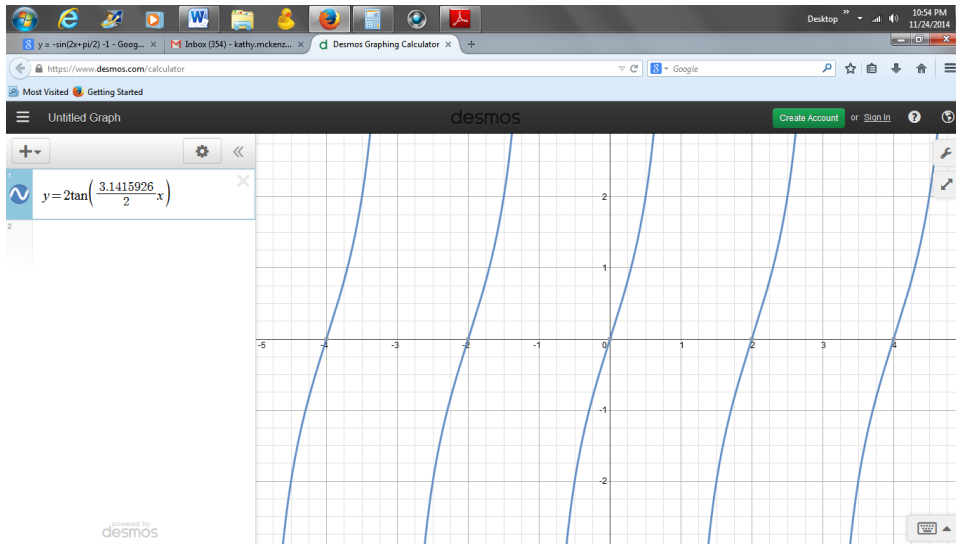 Desktop
»
10:54 PM
11/24/2014
y = -sin(2x+pi/2) -1 - Goog... ×
Inbox (354) - kathy.mckenz... ×
Desmos Graphing Calculator ×
https://www.desmos.com/calculator
Google
Most Visited
Getting Started
Untitled Graph
desmos
Create Account or Sign In
1
y=2tan(3.1415926/2 x)
2
2
1
-5 -4 -3 -2 -1 0 1 2 3 4
-1
-2
powered by
desmos